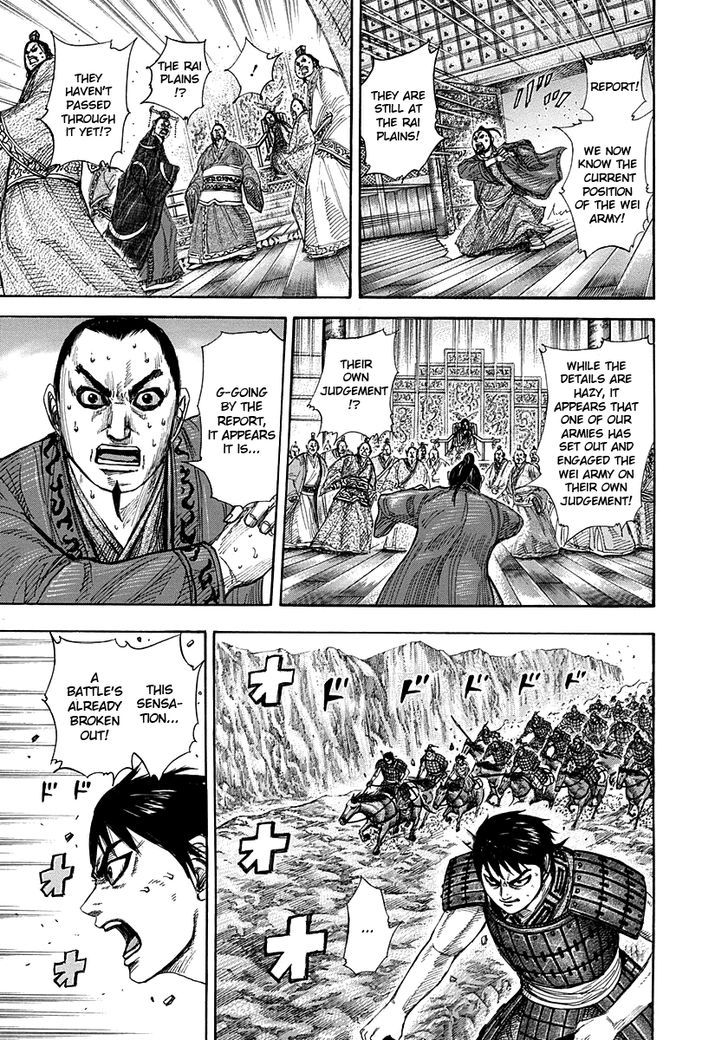 REPORT!
WE NOW
KNOW THE
CURRENT
POSITION
OF THE
WEI ARMY
THEY ARE
STILL AT
THE RAI
PLAINS!
!
THE RAI
PLAINS
!?
THEY
HAVEN'T
PASSED
THROUGH
IT YET!?
WHILE THE
DETAILS ARE
HAZY, IT
APPEARS THAT
ONE OF OUR
ARMIES HAS
SET OUT AND
ENGAGED THE
WEI ARMY ON
THEIR OWN
JUDGEMENT!
THEIR
OWN
JUDGEMENT
!?
G-GOING
BY THE
REPORT,
IT APPEARS
IT IS...
ドドドド
オオオオ
...
THIS
SENSA-
TION...
A
BATTLE'S
ALREADY
BROKEN
OUT!
ドド
オオ